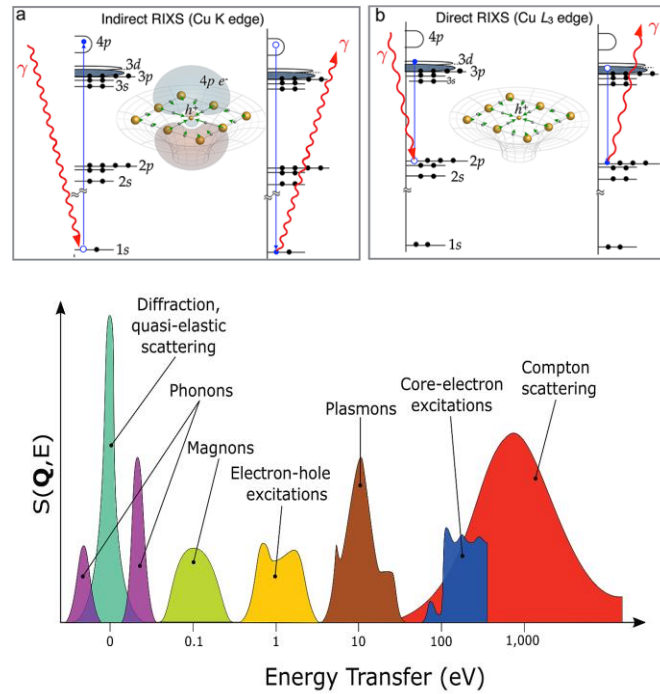 a
Indirect RIXS (Cu K edge)
4p
γ
3d
3p
3s
4p e⁻
h⁺
2p
2s
1s
γ
b
Direct RIXS (Cu L₃ edge)
4p
γ
3d
3p
3s
h⁺
2p
2s
1s
γ
Diffraction,
quasi-elastic
scattering
Phonons
Magnons
Electron-hole
excitations
Plasmons
Core-electron
excitations
Compton
scattering
S(Q,E)
0
0.1
1
10
100
1,000
Energy Transfer (eV)